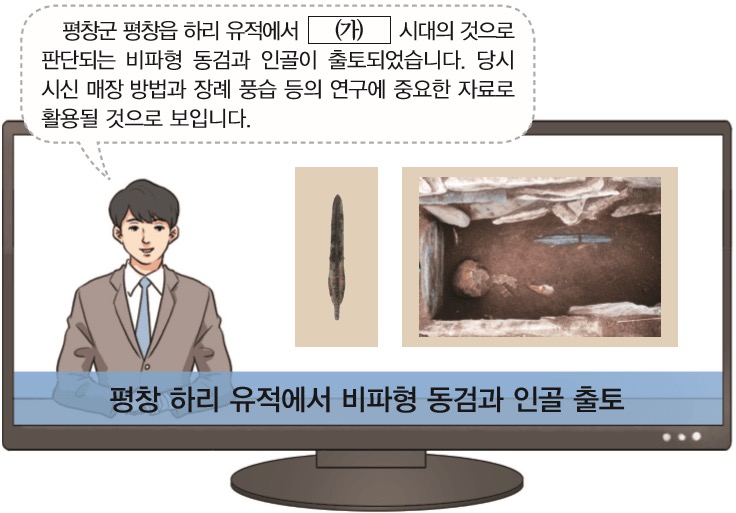 평창군 평창읍 하리 유적에서 (가) 시대의 것으로
판단되는 비파형 동검과 인골이 출토되었습니다. 당시
시신 매장 방법과 장례 풍습 등의 연구에 중요한 자료로
활용될 것으로 보입니다.
평창 하리 유적에서 비파형 동검과 인골 출토